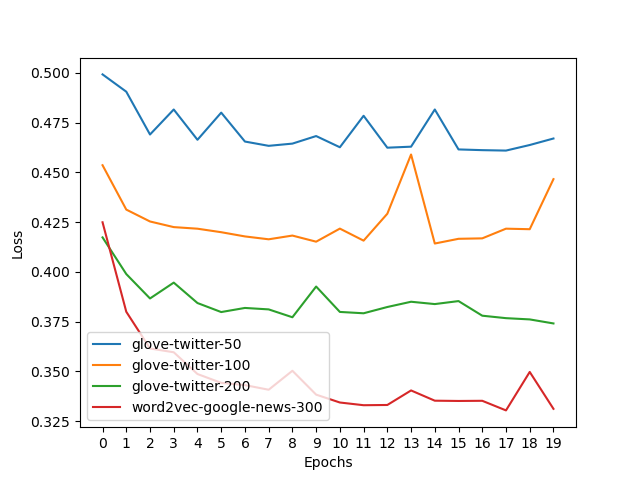 0.500
0.475
0.450
0.425
0.400
0.375
0.350
0.325
Loss
glove-twitter-50
glove-twitter-100
glove-twitter-200
word2vec-google-news-300
0 1 2 3 4 5 6 7 8 9 10 11 12 13 14 15 16 17 18 19
Epochs